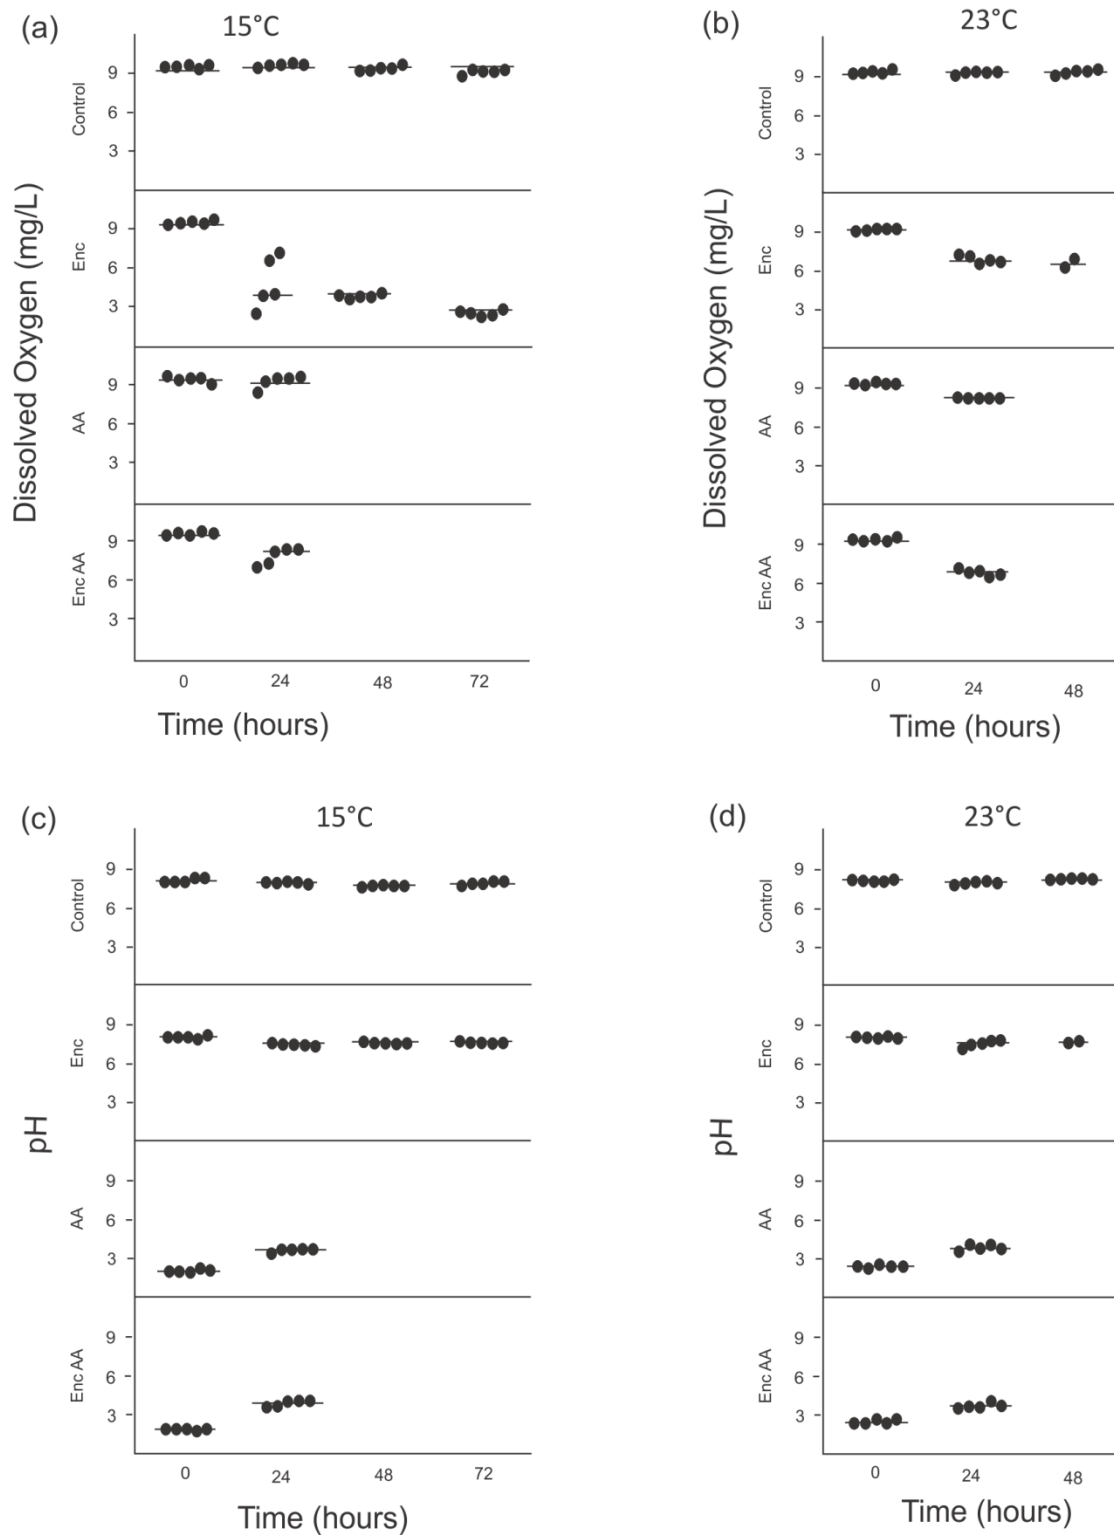 (a)
15°C
Dissolved Oxygen (mg/L)
Control
9
6
3
Enc
9
6
3
AA
9
6
3
Enc AA
9
6
3
0 24 48 72
Time (hours)
(b)
23°C
Dissolved Oxygen (mg/L)
Control
9
6
3
Enc
9
6
3
AA
9
6
3
Enc AA
9
6
3
0 24 48
Time (hours)
(c)
15°C
pH
Control
9
6
3
Enc
9
6
3
AA
9
6
3
Enc AA
9
6
3
0 24 48 72
Time (hours)
(d)
23°C
pH
Control
9
6
3
Enc
9
6
3
AA
9
6
3
Enc AA
9
6
3
0 24 48
Time (hours)